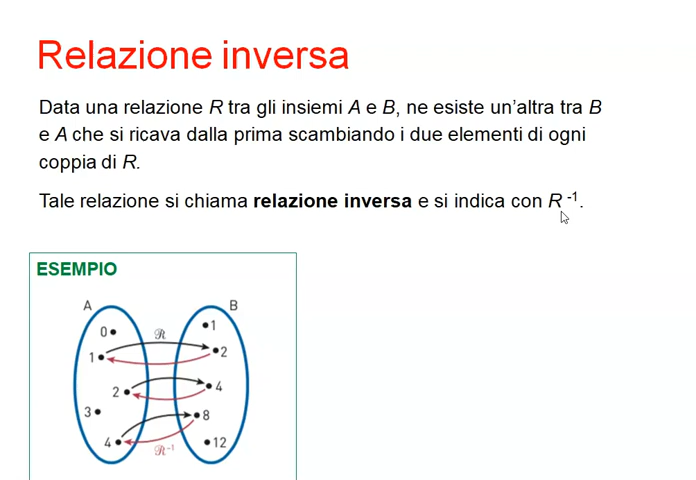 Relazione inversa
Data una relazione R tra gli insiemi A e B, ne esiste un’altra tra B
e A che si ricava dalla prima scambiando i due elementi di ogni
coppia di R.
Tale relazione si chiama relazione inversa e si indica con R⁻¹.
ESEMPIO
A
B
0
1
ℛ
1
2
2
4
3
8
4
12
ℛ⁻¹